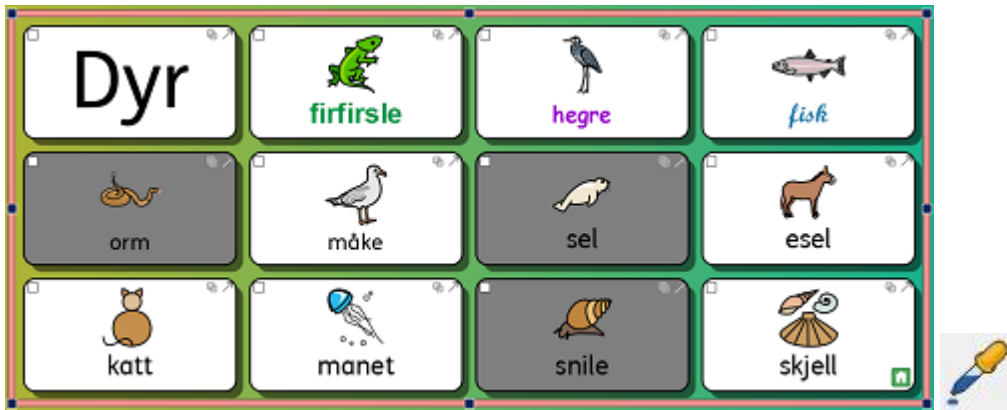 Dyr
firfirsle
hegre
fisk
orm
måke
sel
esel
katt
manet
snile
skjell